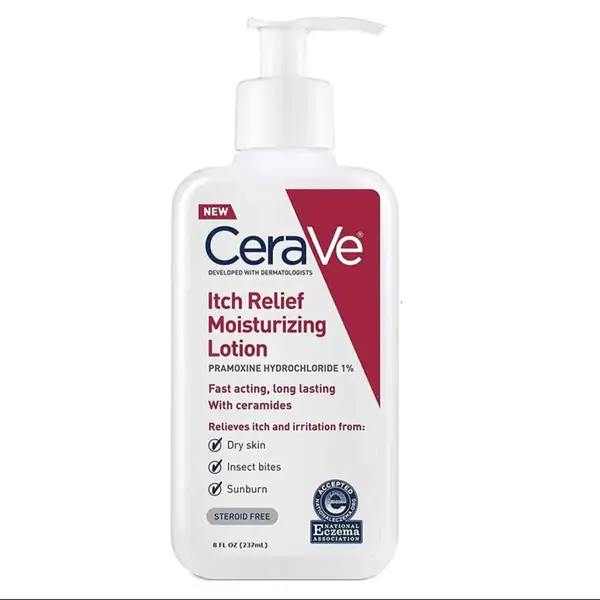 NEW
CeraVe®
DEVELOPED WITH DERMATOLOGISTS
Itch Relief
Moisturizing
Lotion
PRAMOXINE HYDROCHLORIDE 1%
Fast acting, long lasting
With ceramides
Relieves itch and irritation from:
Dry skin
Insect bites
Sunburn
STEROID FREE
8 FL OZ (237mL)
ACCEPTED
NATIONALECZEMA.ORG
NATIONAL
Eczema
ASSOCIATION